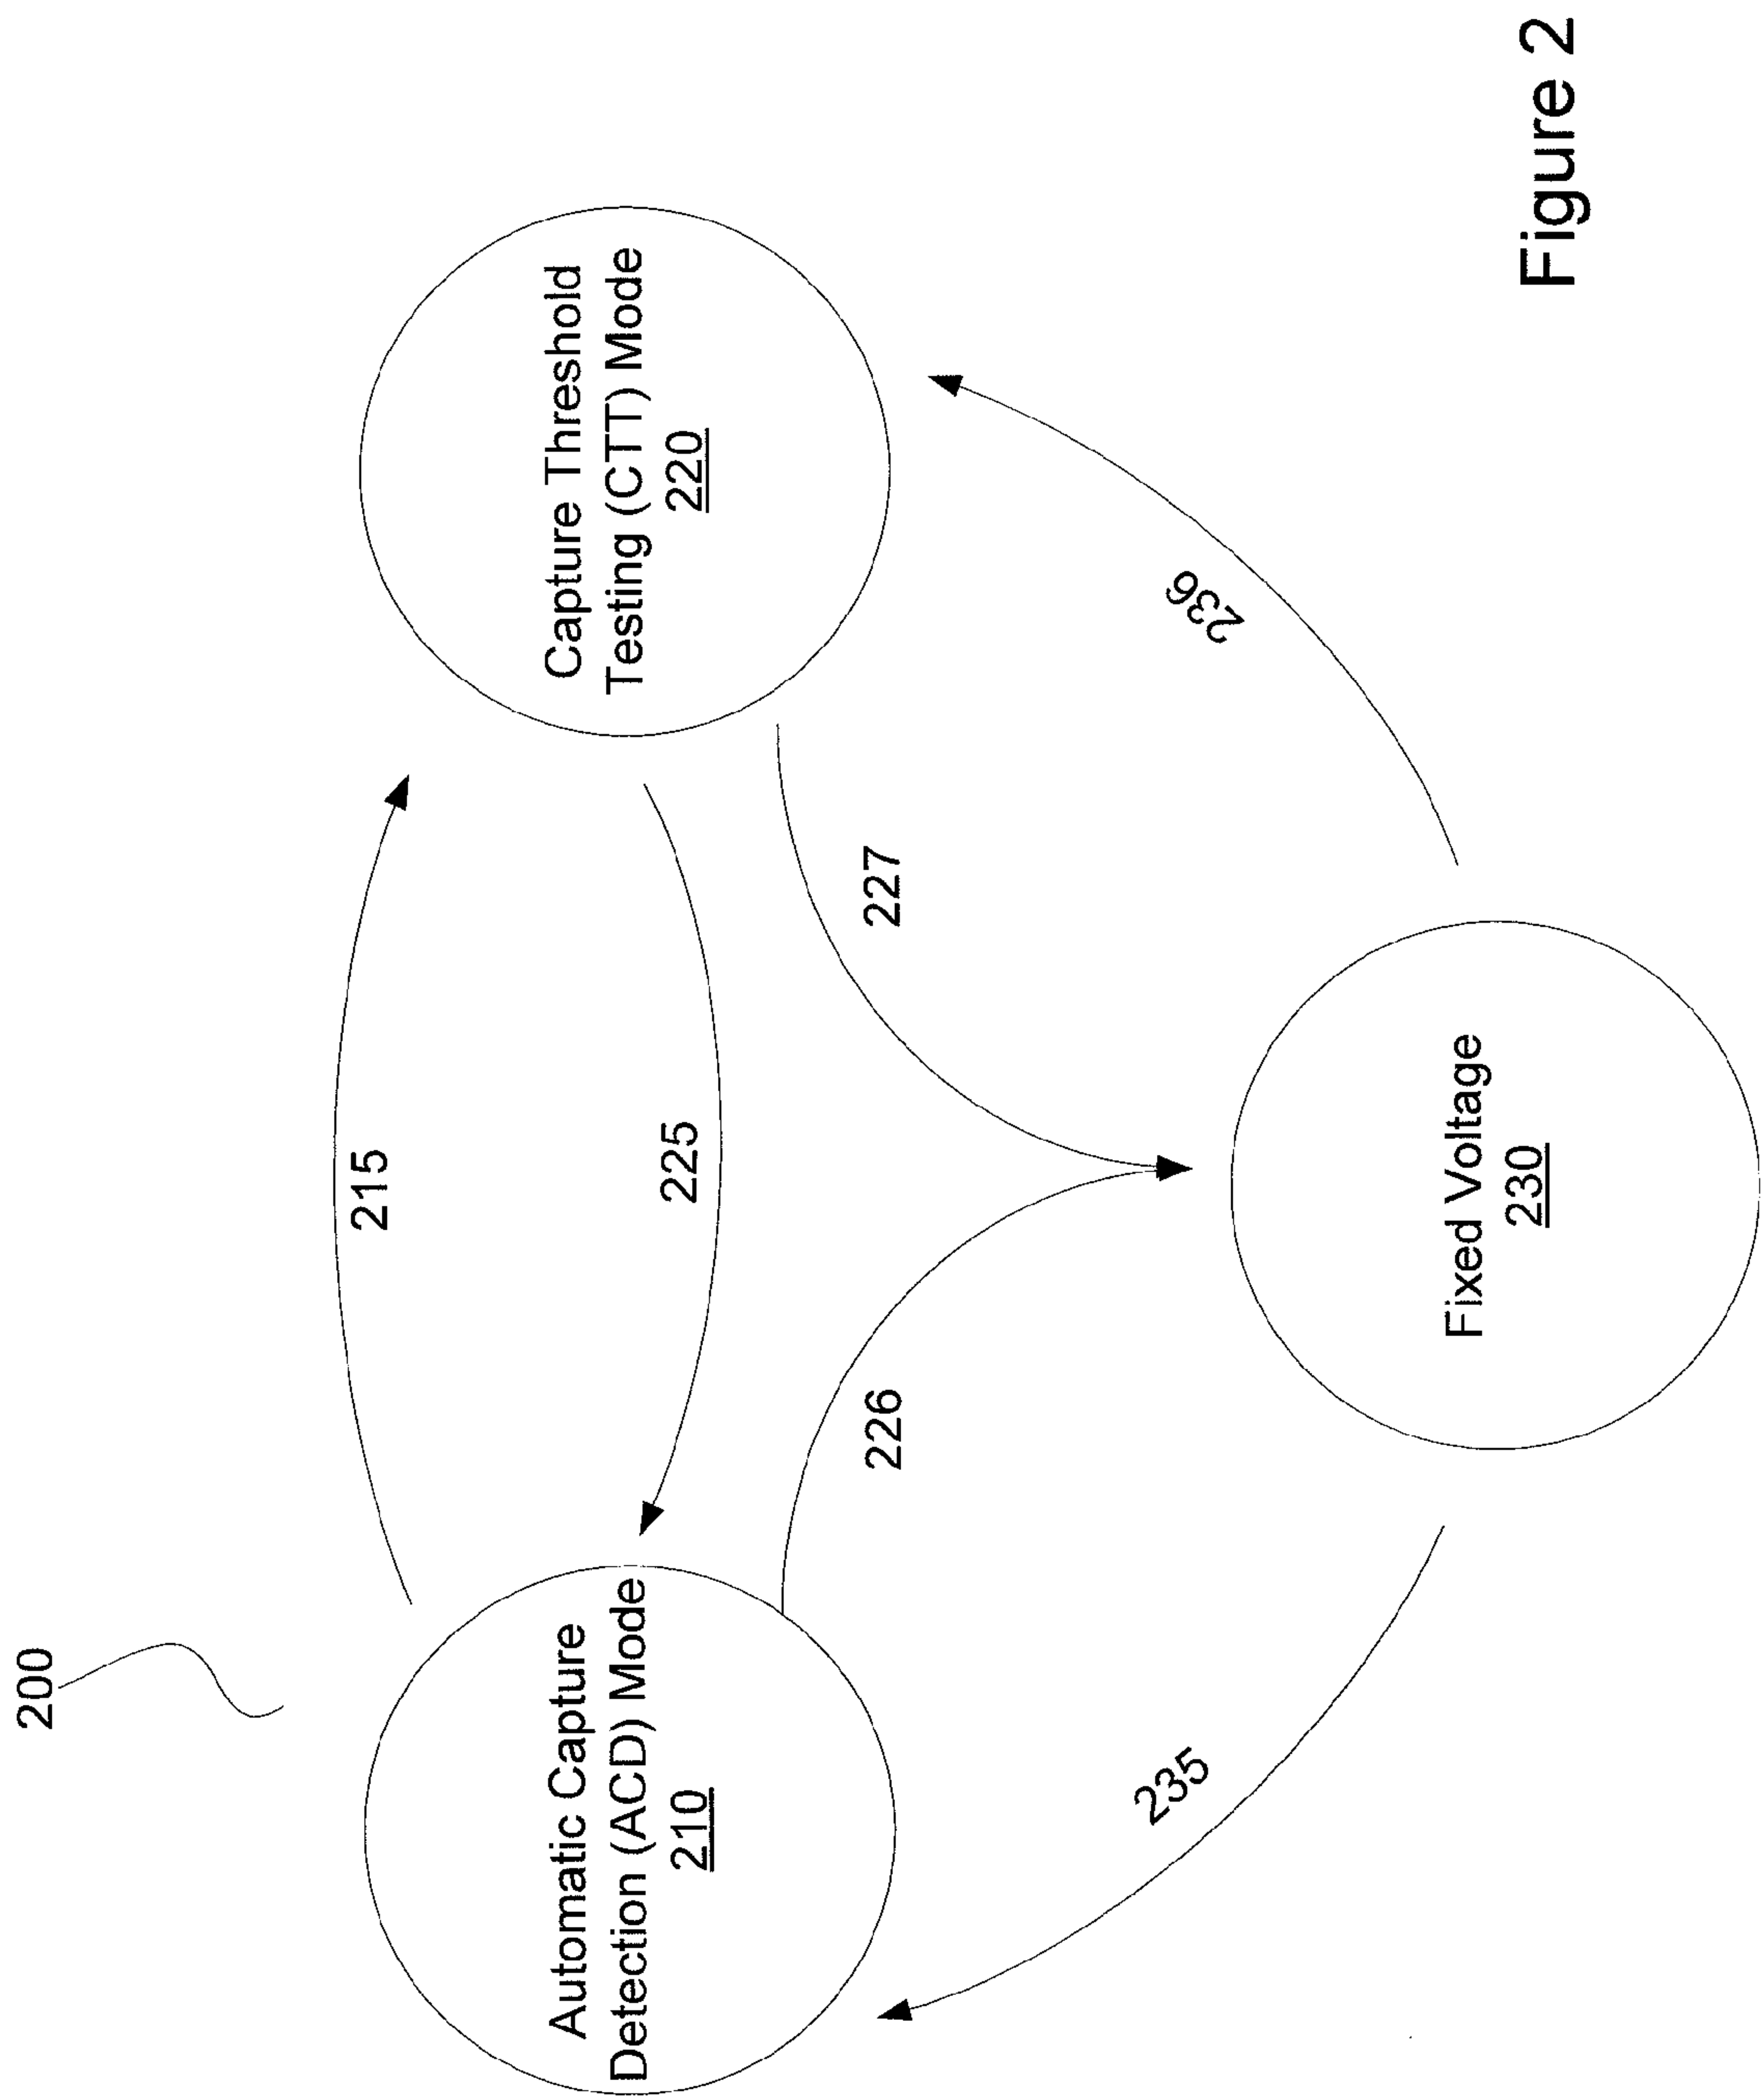 200
215
Automatic Capture
Detection (ACD) Mode
210
Capture Threshold
Testing (CTT) Mode
220
225
226
227
235
236
Fixed Voltage
230
Figure 2